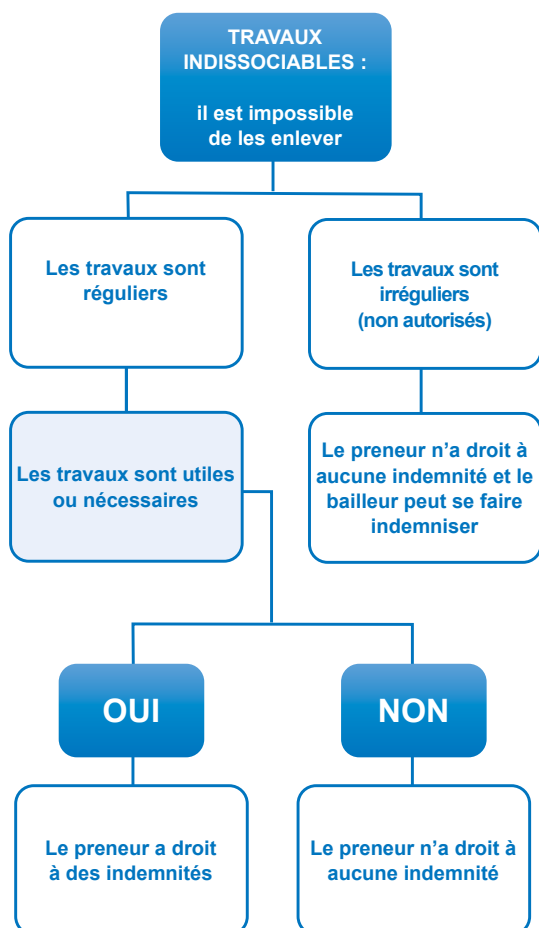 TRAVAUX
INDISSOCIABLES :
il est impossible
de les enlever
Les travaux sont
réguliers
Les travaux sont
irréguliers
(non autorisés)
Les travaux sont utiles
ou nécessaires
Le preneur n’a droit à
aucune indemnité et le
bailleur peut se faire
indemniser
OUI
NON
Le preneur a droit
à des indemnités
Le preneur n’a droit à
aucune indemnité